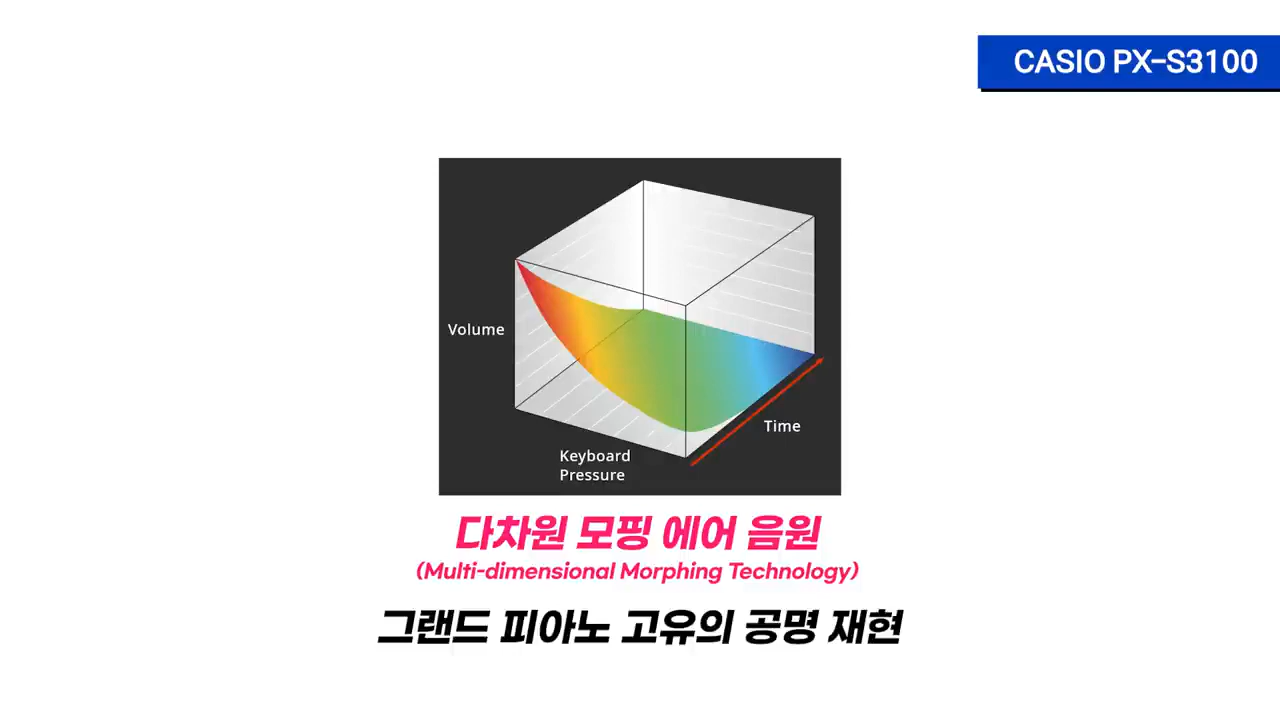 CASIO PX-S3100
Volume
Keyboard
Pressure
Time
다차원 모핑 에어 음원
(Multi-dimensional Morphing Technology)
그랜드 피아노 고유의 공명 재현